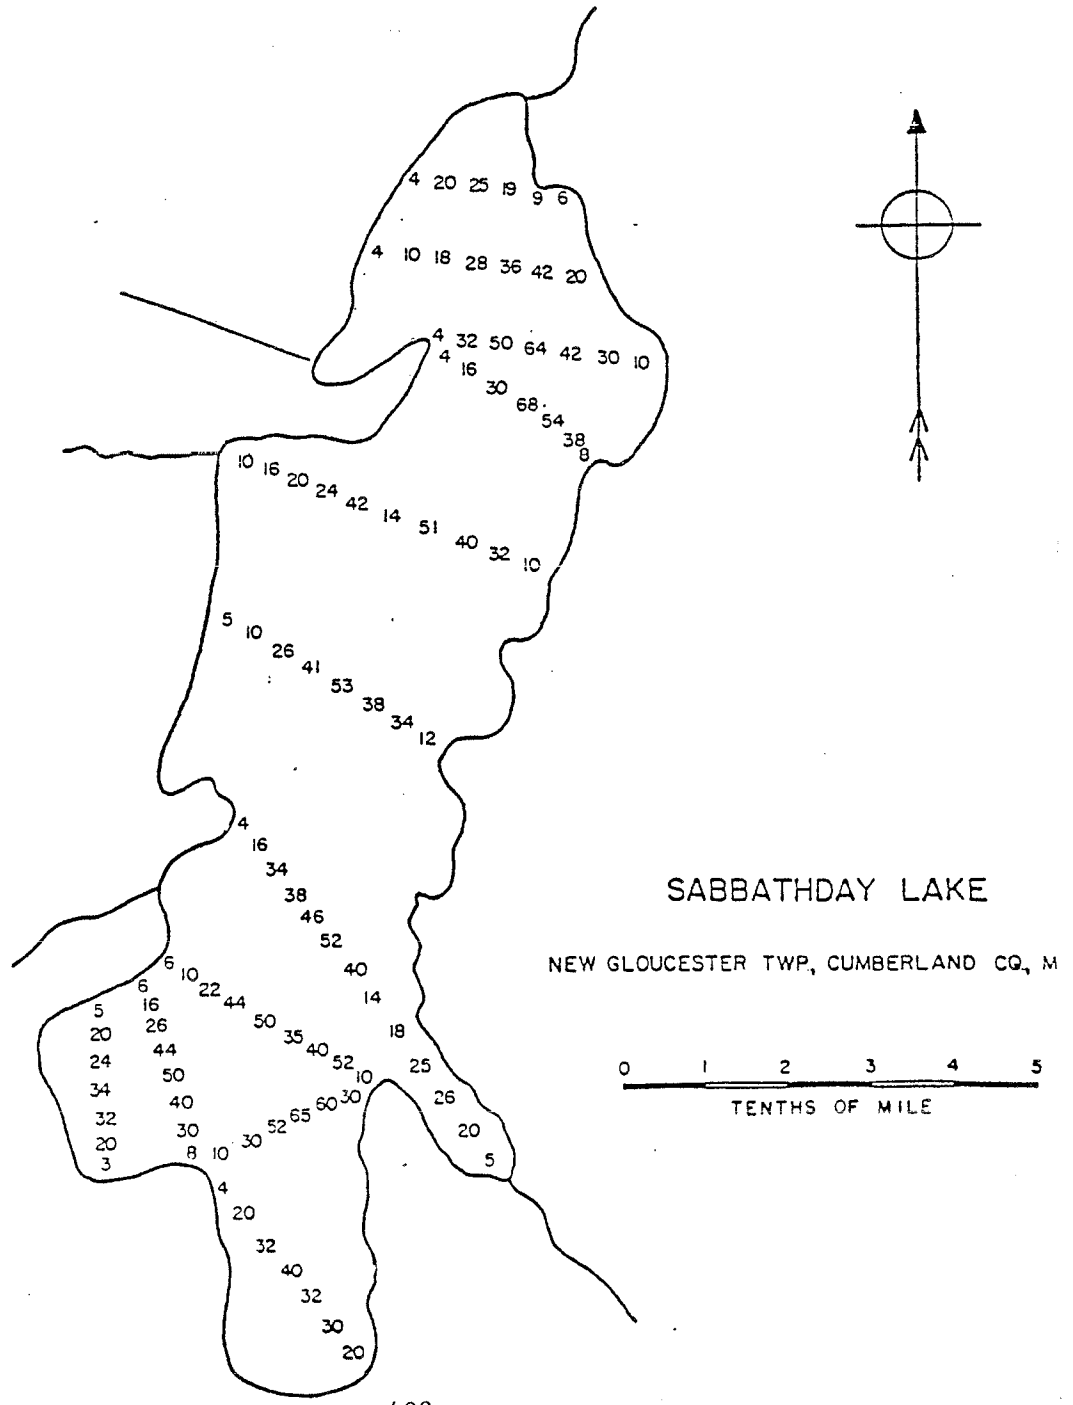 4 20 25 19 9 6
4 10 18 28 36 42 20
4 32 50 64 42 30 10
4 16 30 68 54 38 8
10 16 20 24 42 14 51 40 32 10
5 10 26 41 53 38 34 12
4 16 34 38 46 52 40 14 18 25 26 20 5
6 10 22 44 50 35 40 52 10
6 16 26 44 50 40 30 8
5 20 24 34 32 20 3
10 30 52 65 60 30
4 20 32 40 32 30 20
SABBATHDAY LAKE
NEW GLOUCESTER TWP., CUMBERLAND CO., M
0 1 2 3 4 5
TENTHS OF MILE